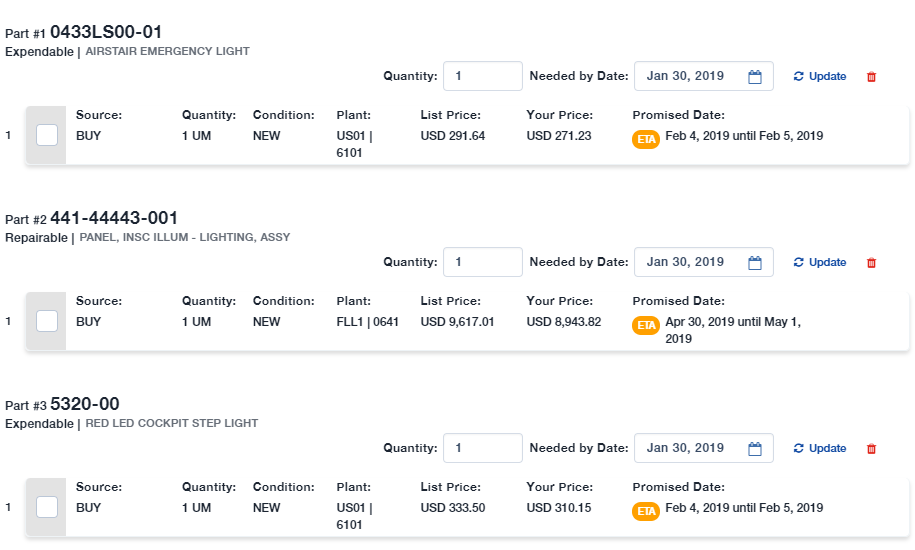 Part #1 0433LS00-01
Expendable | AIRSTAIR EMERGENCY LIGHT
Quantity: 1 Needed by Date: Jan 30, 2019 Update
Source: Quantity: Condition: Plant: List Price: Your Price: Promised Date:
1 BUY 1 UM NEW US01 | USD 291.64 USD 271.23 ETA Feb 4, 2019 until Feb 5, 2019
6101
Part #2 441-44443-001
Repairable | PANEL, INSC ILLUM - LIGHTING, ASSY
Quantity: 1 Needed by Date: Jan 30, 2019 Update
Source: Quantity: Condition: Plant: List Price: Your Price: Promised Date:
1 BUY 1 UM NEW FLL1 | 0641 USD 9,617.01 USD 8,943.82 ETA Apr 30, 2019 until May 1,
2019
Part #3 5320-00
Expendable | RED LED COCKPIT STEP LIGHT
Quantity: 1 Needed by Date: Jan 30, 2019 Update
Source: Quantity: Condition: Plant: List Price: Your Price: Promised Date:
1 BUY 1 UM NEW US01 | USD 333.50 USD 310.15 ETA Feb 4, 2019 until Feb 5, 2019
6101